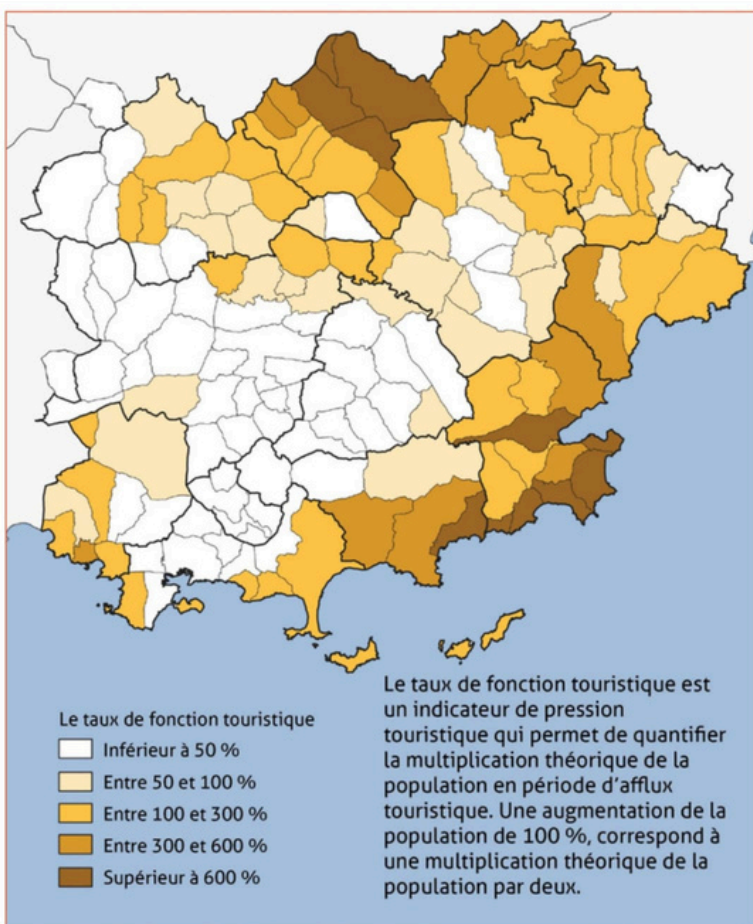 Le taux de fonction touristique
Inférieur à 50 %
Entre 50 et 100 %
Entre 100 et 300 %
Entre 300 et 600 %
Supérieur à 600 %
Le taux de fonction touristique est
un indicateur de pression
touristique qui permet de quantifier
la multiplication théorique de la
population en période d’afflux
touristique. Une augmentation de la
population de 100 %, correspond à
une multiplication théorique de la
population par deux.